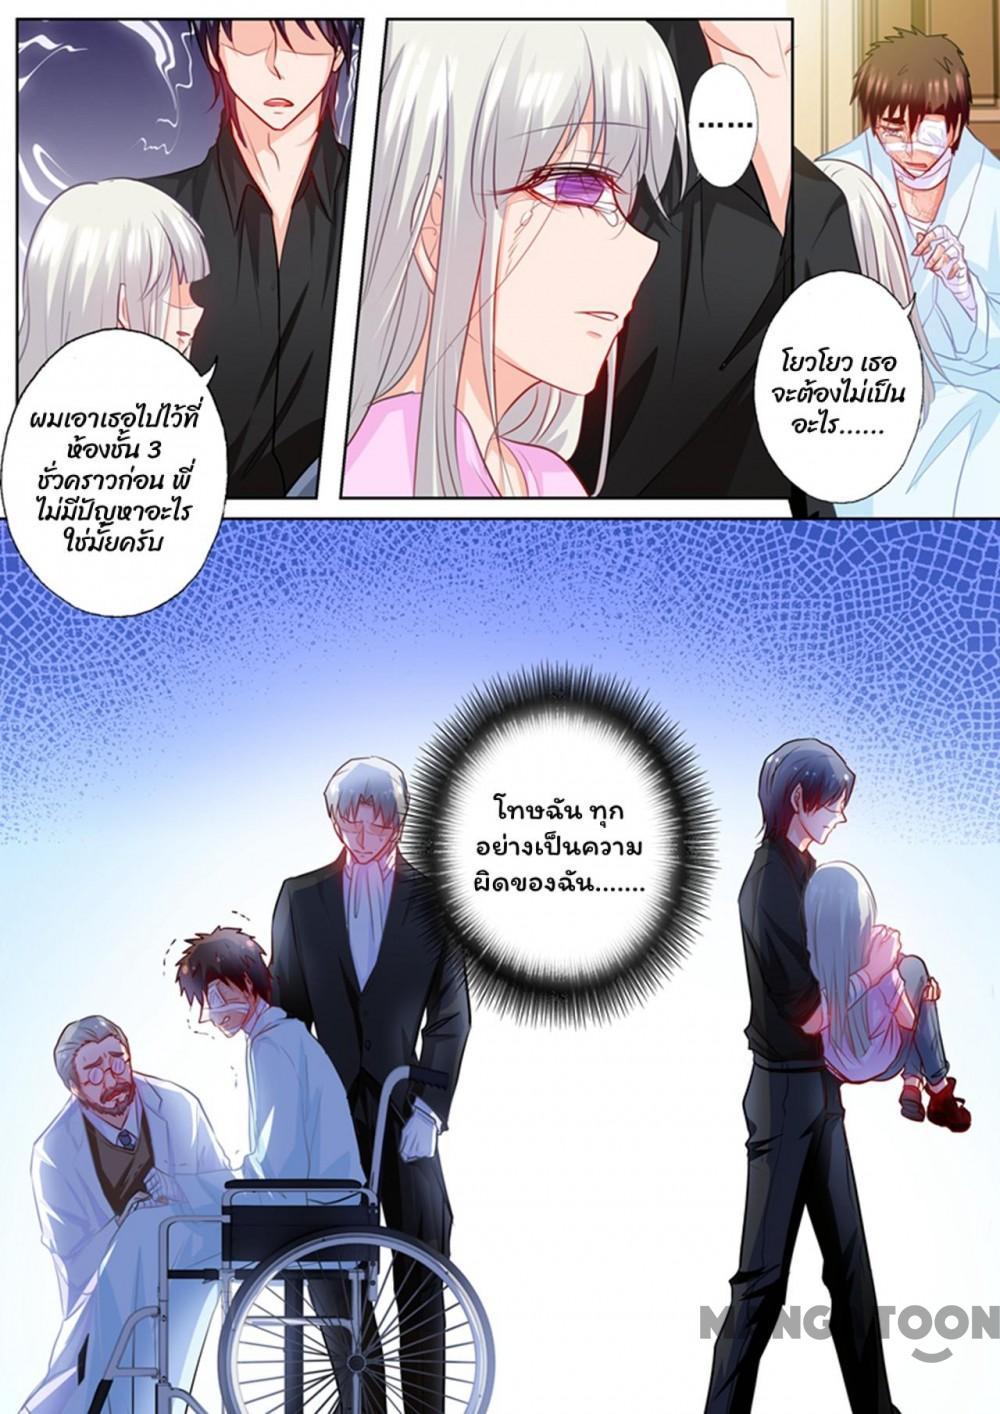 ......
โยวโยว เธอ
จะต้องไม่เป็น
อะไร......
ผมเอาเธอไปไว้ที่
ห้องชั้น 3
ชั่วคราวก่อน พี่
ไม่มีปัญหาอะไร
ใช่มั้ยครับ
โทษฉัน ทุก
อย่างเป็นความ
ผิดของฉัน.......
MANGATOON